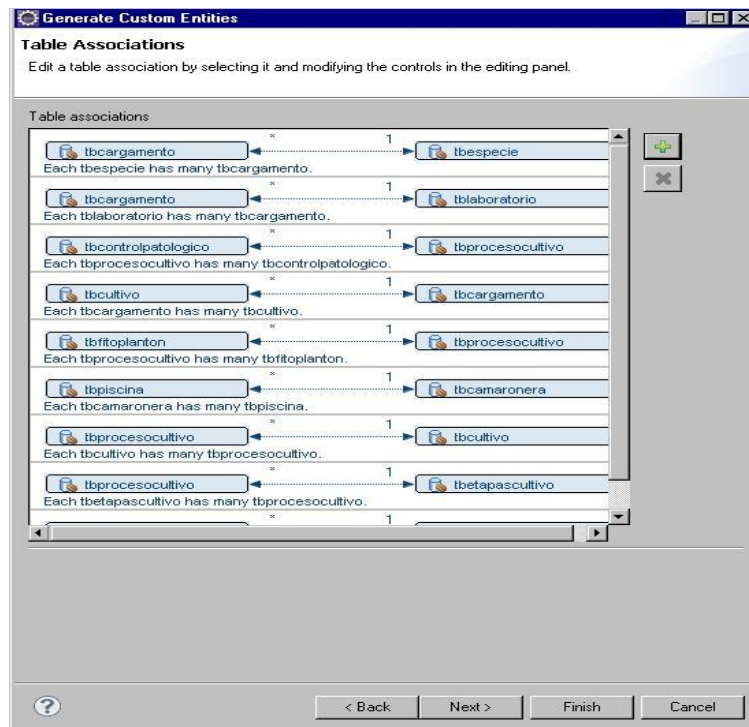 Generate Custom Entities
Table Associations
Edit a table association by selecting it and modifying the controls in the editing panel.
Table associations
* 1
tbcargamento tbespecie
Each tbespecie has many tbcargamento.
* 1
tbcargamento tblaboratorio
Each tblaboratorio has many tbcargamento.
* 1
tbcontrolpatologico tbprocesocultivo
Each tbprocesocultivo has many tbcontrolpatologico.
* 1
tbcultivo tbcargamento
Each tbcargamento has many tbcultivo.
* 1
tbfitoplanton tbprocesocultivo
Each tbprocesocultivo has many tbfitoplanton.
* 1
tbpiscina tbcamaronera
Each tbcamaronera has many tbpiscina.
* 1
tbprocesocultivo tbcultivo
Each tbcultivo has many tbprocesocultivo.
* 1
tbprocesocultivo tbetapascultivo
Each tbetapascultivo has many tbprocesocultivo.
* 1
? < Back Next > Finish Cancel